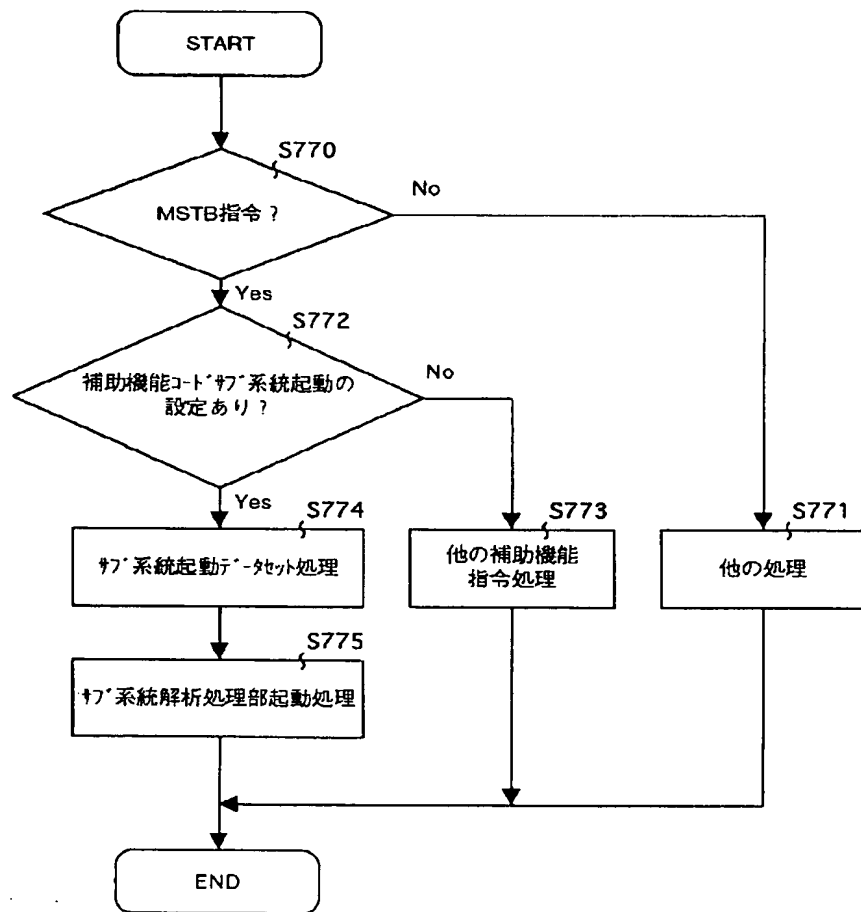 START
S770
MSTB指令?
No
Yes
S772
補助機能コードサブ系統起動の
設定あり?
No
Yes
S774
サブ系統起動データセット処理
S773
他の補助機能
指令処理
S771
他の処理
S775
サブ系統解析処理部起動処理
END